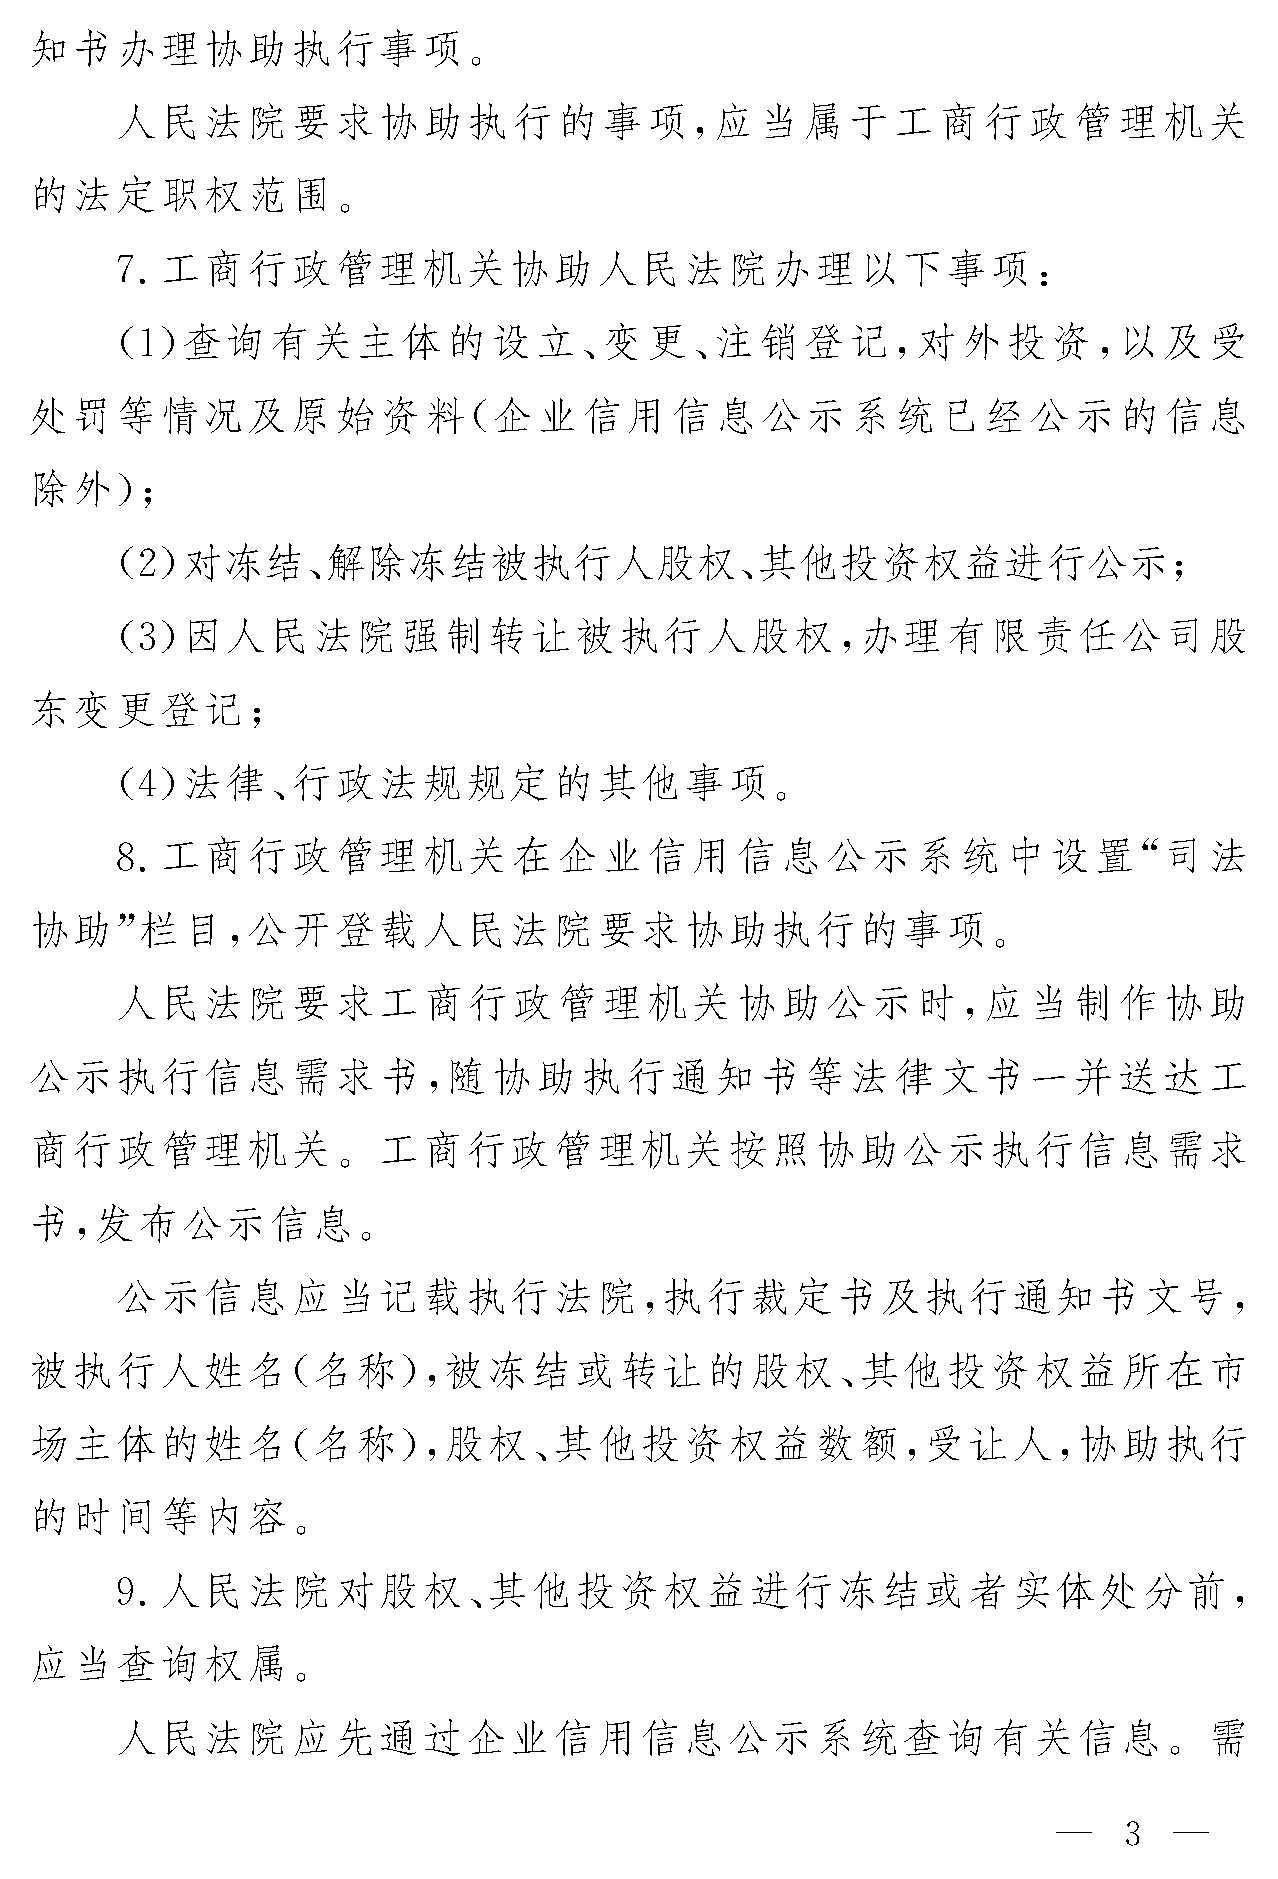 知书办理协助执行事项。
人民法院要求协助执行的事项,应当属于工商行政管理机关
的法定职权范围。
7. 工商行政管理机关协助人民法院办理以下事项:
(1)查询有关主体的设立、变更、注销登记,对外投资,以及受
处罚等情况及原始资料(企业信用信息公示系统已经公示的信息
除外);
(2)对冻结、解除冻结被执行人股权、其他投资权益进行公示;
(3)因人民法院强制转让被执行人股权,办理有限责任公司股
东变更登记;
(4)法律、行政法规规定的其他事项。
8. 工商行政管理机关在企业信用信息公示系统中设置“司法
协助”栏目,公开登载人民法院要求协助执行的事项。
人民法院要求工商行政管理机关协助公示时,应当制作协助
公示执行信息需求书,随协助执行通知书等法律文书一并送达工
商行政管理机关。工商行政管理机关按照协助公示执行信息需求
书,发布公示信息。
公示信息应当记载执行法院,执行裁定书及执行通知书文号,
被执行人姓名(名称),被冻结或转让的股权、其他投资权益所在市
场主体的姓名(名称),股权、其他投资权益数额,受让人,协助执行
的时间等内容。
9. 人民法院对股权、其他投资权益进行冻结或者实体处分前,
应当查询权属。
人民法院应先通过企业信用信息公示系统查询有关信息。需
— 3 —